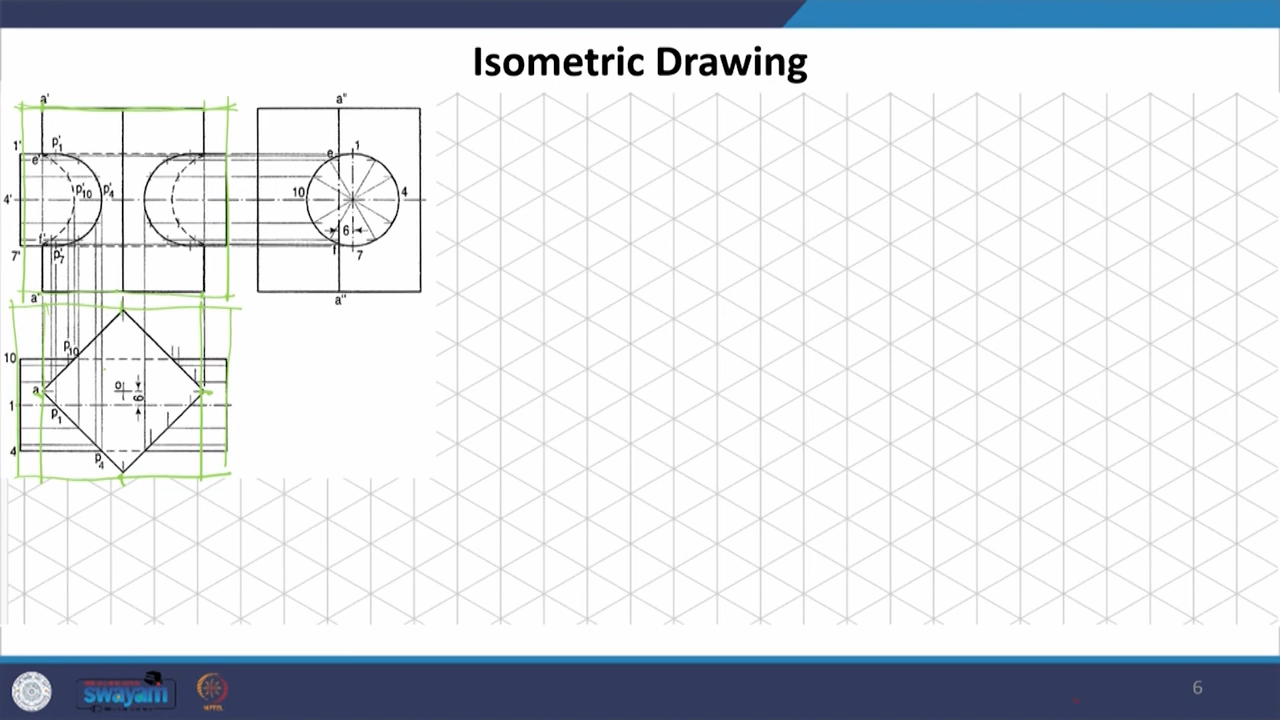 Isometric Drawing
a' a"
1' p'1 e 1
e'
4' p'10 p'4 10 4
6
f' f
7' p'7 7
a' a"
10 p10
a o 6
1 p1
4 p4
swayam 6